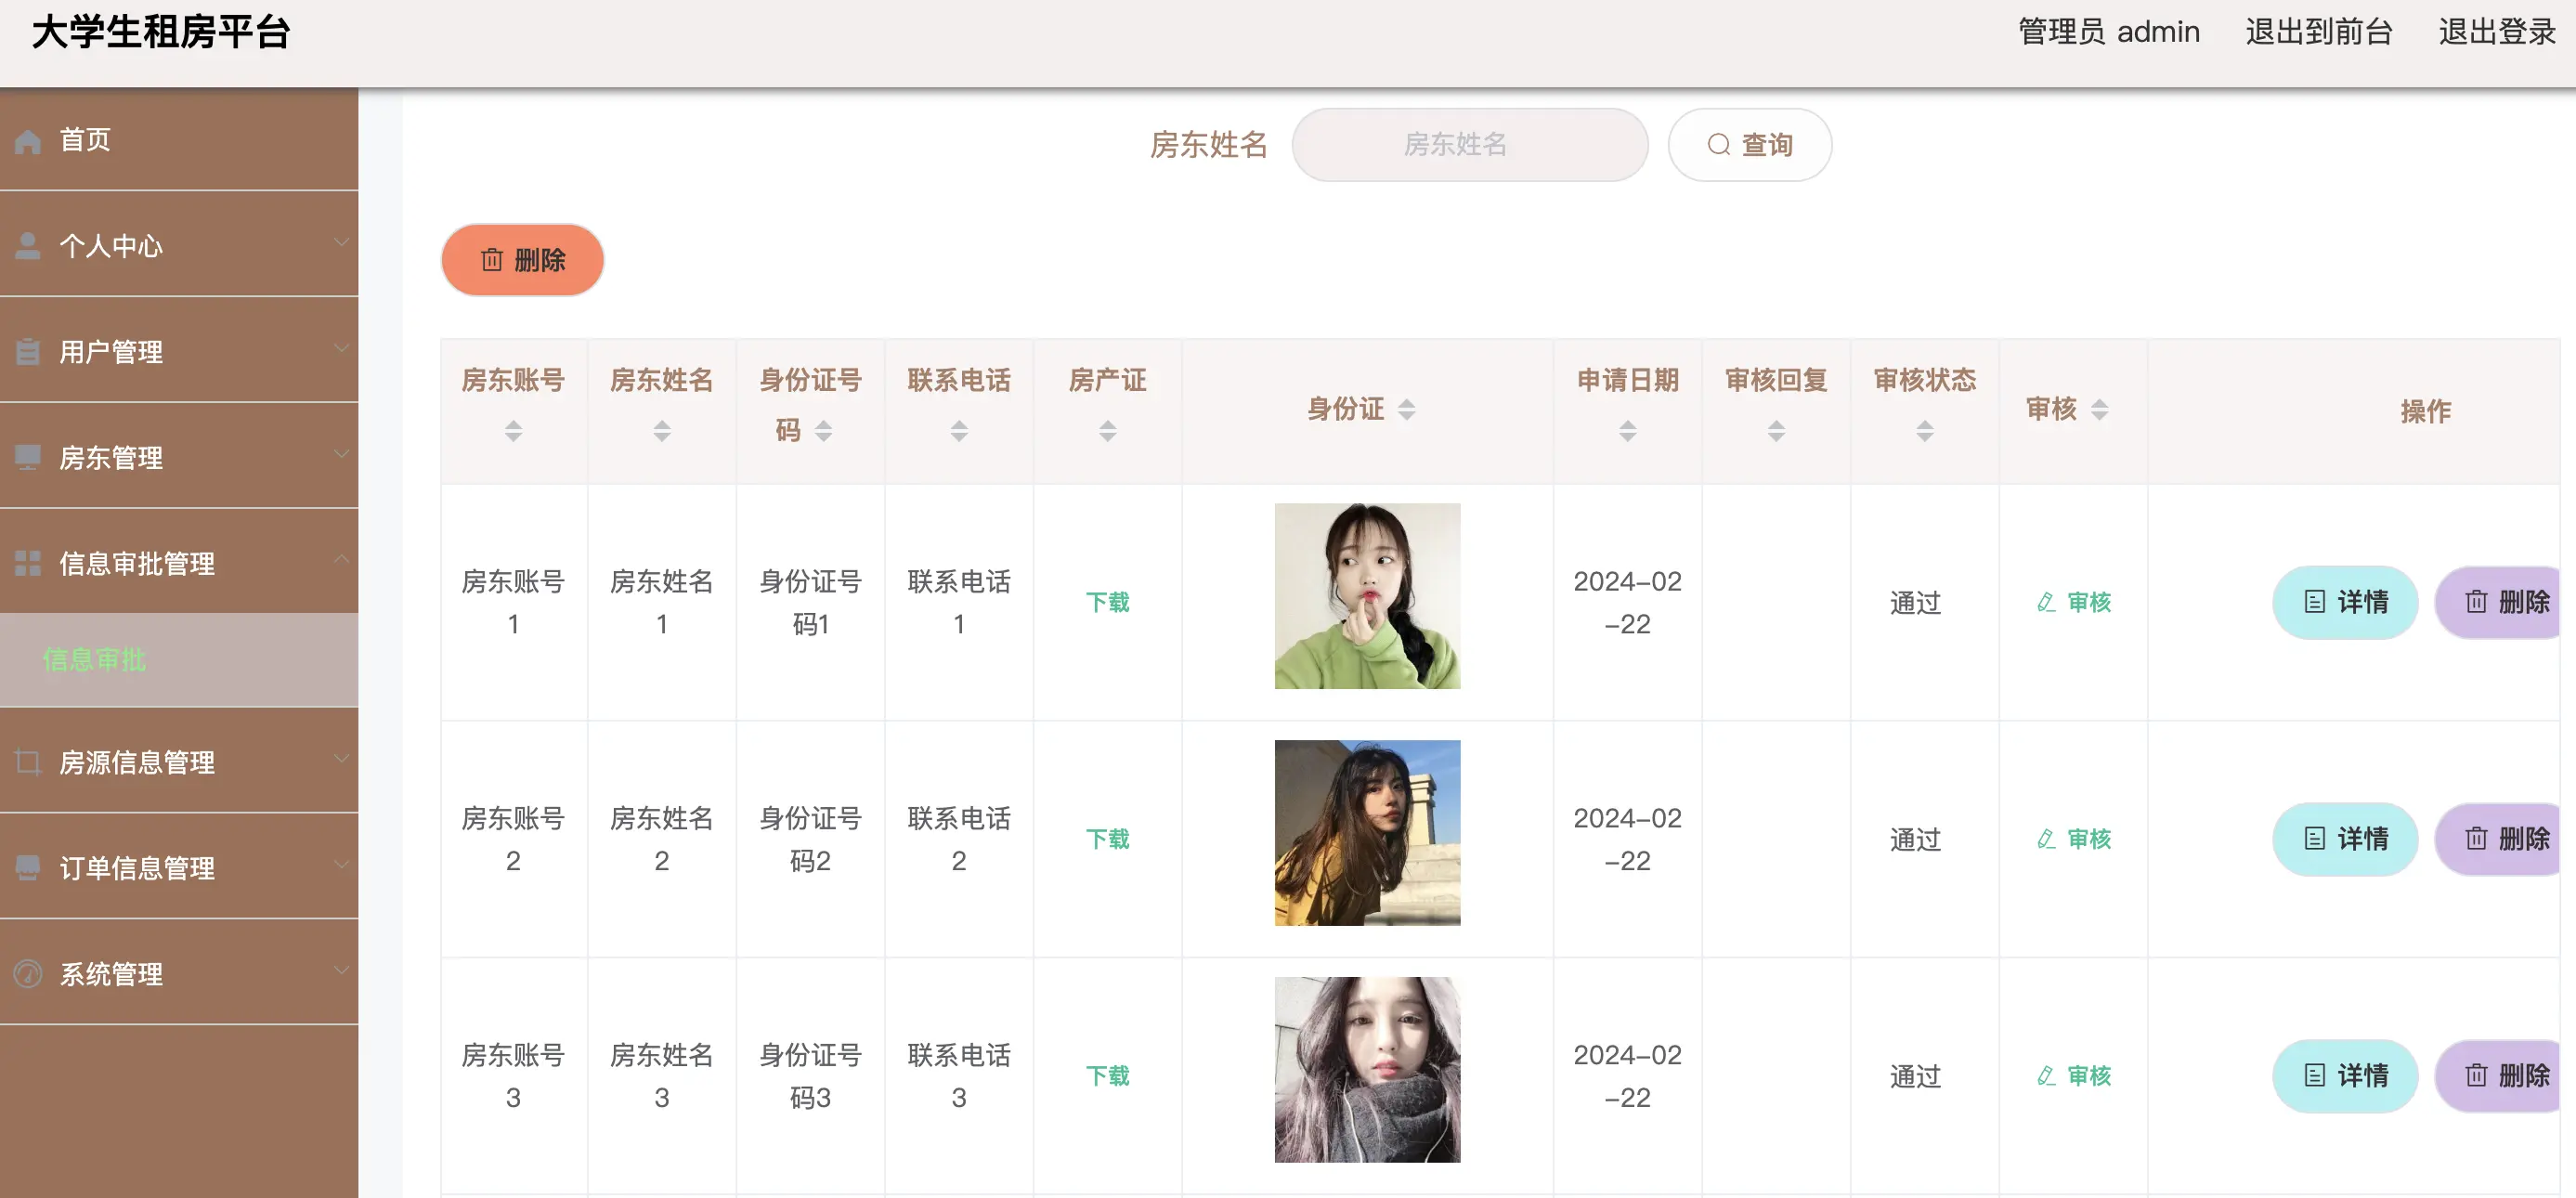 大学生租房平台
管理员 admin 退出到前台 退出登录
首页
个人中心
用户管理
房东管理
信息审批管理
信息审批
房源信息管理
订单信息管理
系统管理
房东姓名 房东姓名 查询
删除
房东账号 房东姓名 身份证号码 联系电话 房产证 身份证 申请日期 审核回复 审核状态 审核 操作
房东账号 房东姓名 身份证号 联系电话 下载 2024-02 通过 审核 详情 删除
1 1 码1 1 -22
房东账号 房东姓名 身份证号 联系电话 下载 2024-02 通过 审核 详情 删除
2 2 码2 2 -22
房东账号 房东姓名 身份证号 联系电话 下载 2024-02 通过 审核 详情 删除
3 3 码3 3 -22